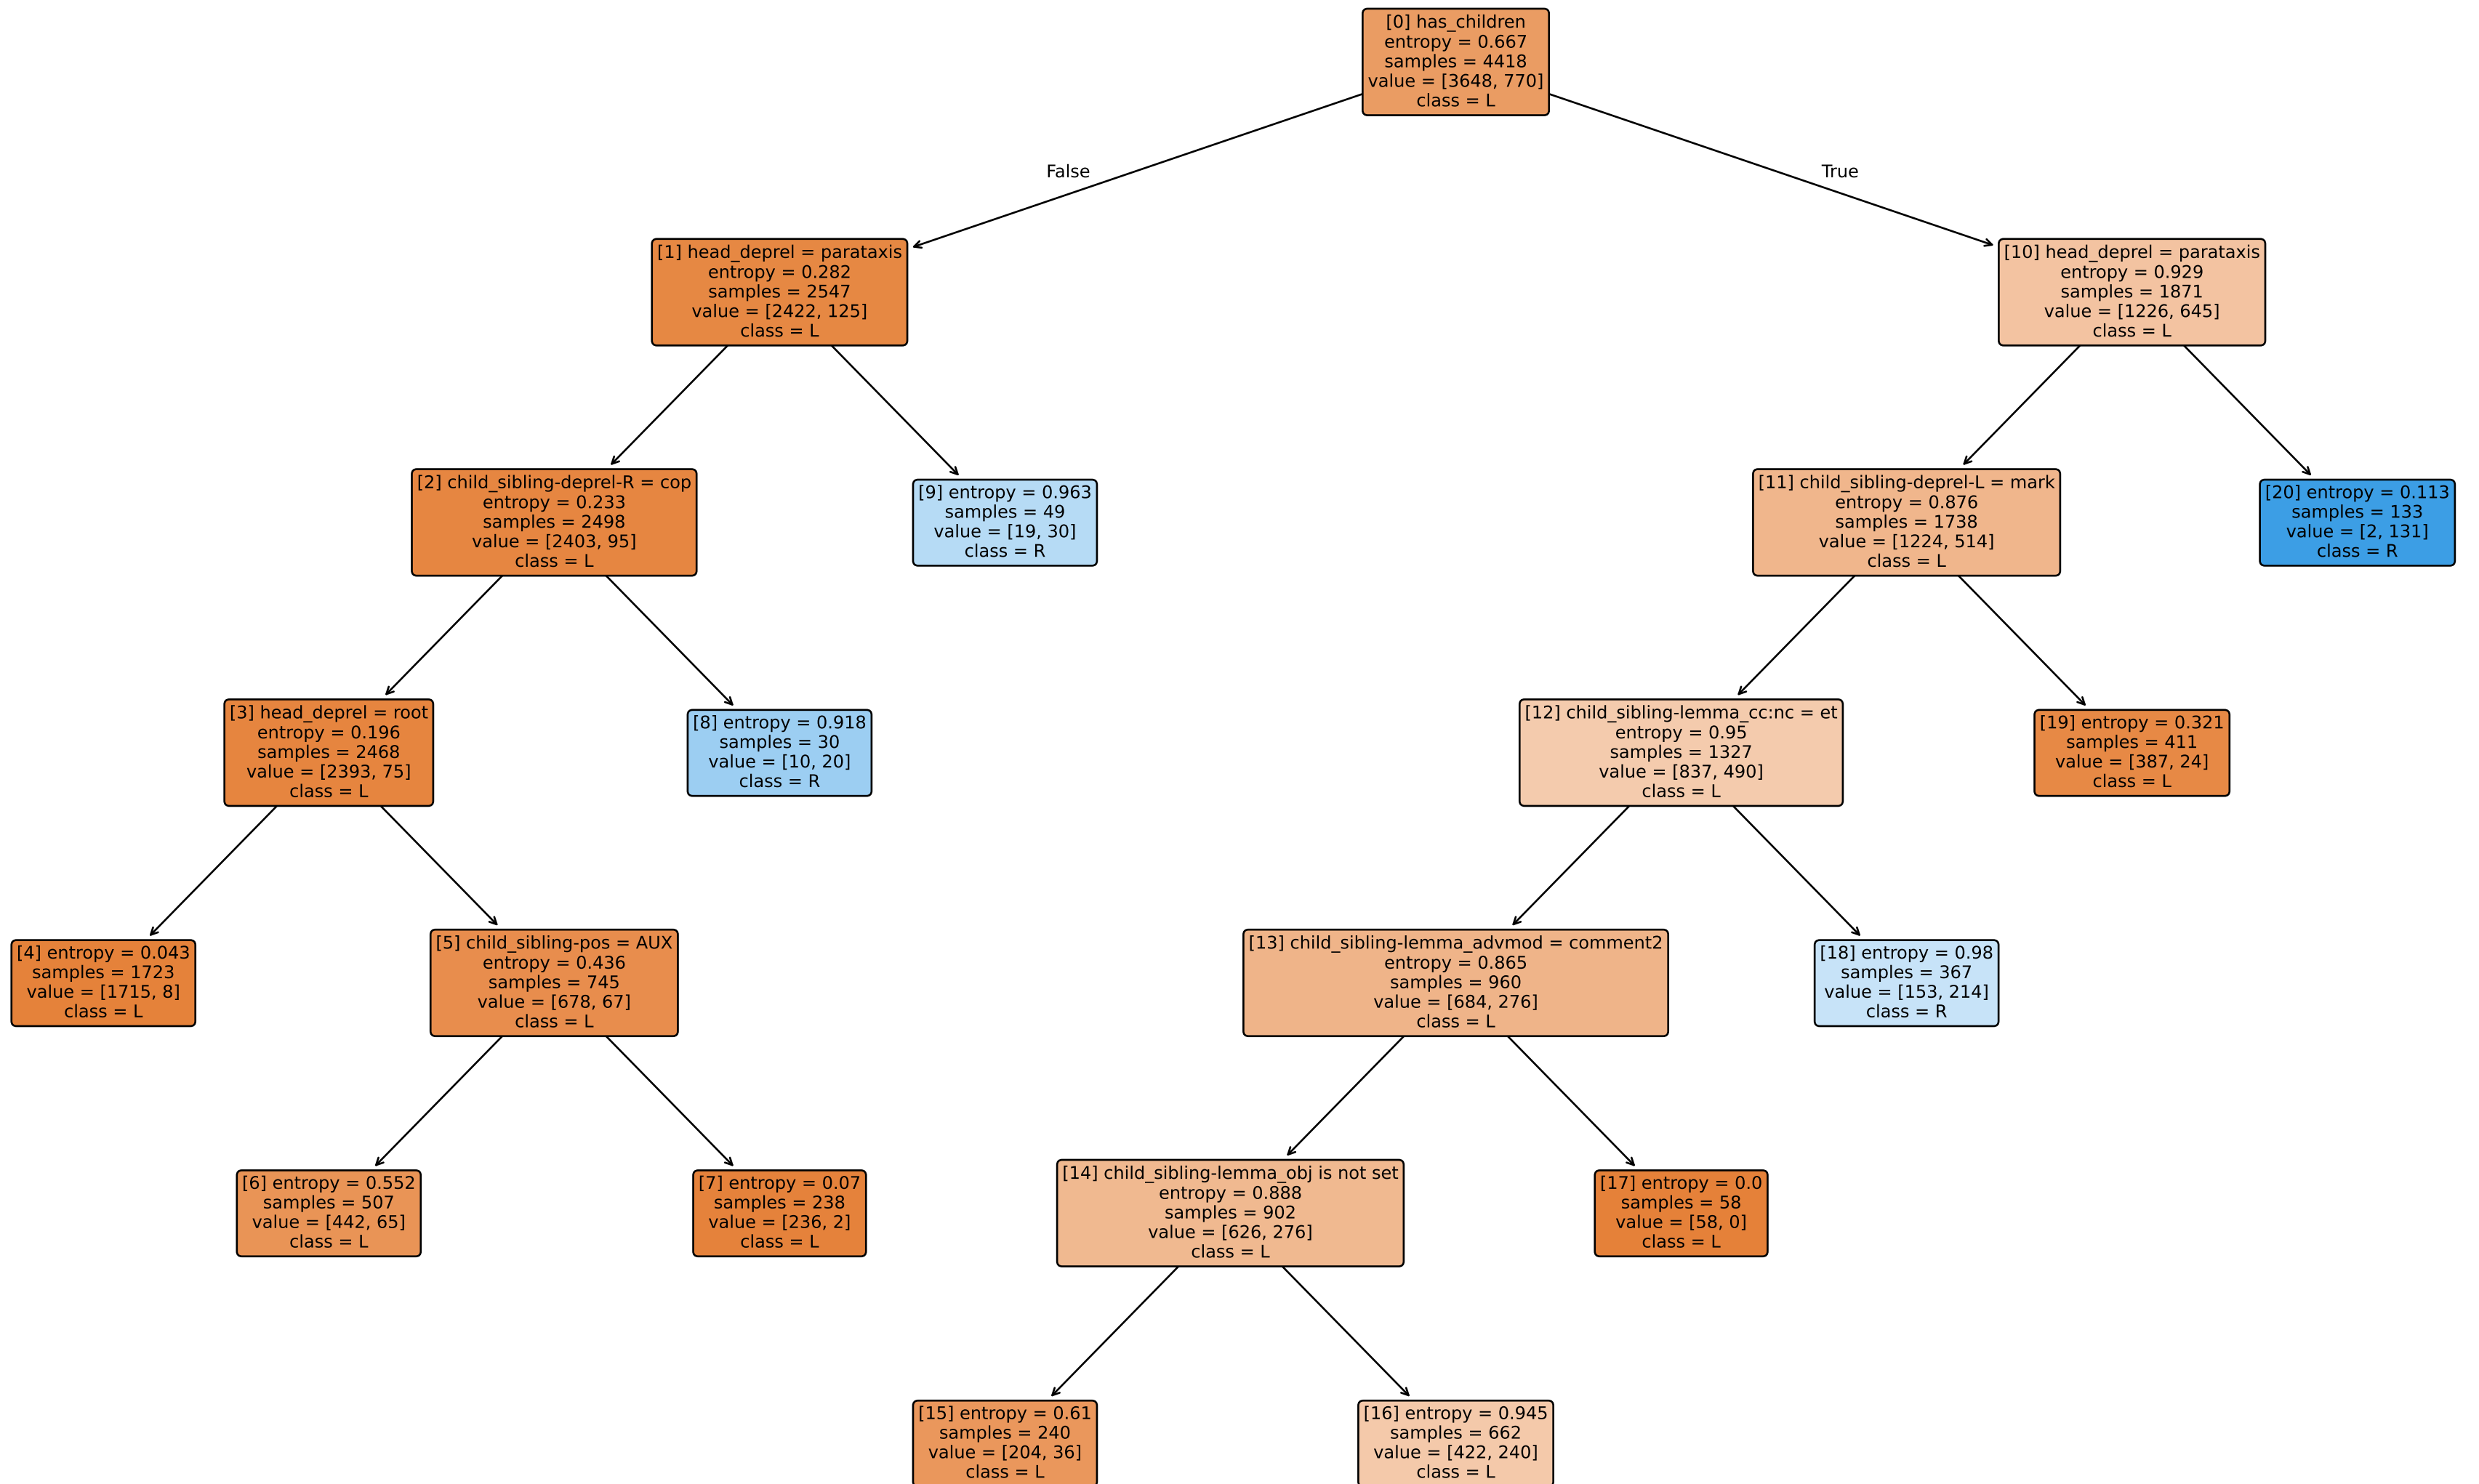 [0] has_children
entropy = 0.667
samples = 4418
value = [3648, 770]
class = L
False
True
[1] head_deprel = parataxis
entropy = 0.282
samples = 2547
value = [2422, 125]
class = L
[10] head_deprel = parataxis
entropy = 0.929
samples = 1871
value = [1226, 645]
class = L
[2] child_sibling-deprel-R = cop
entropy = 0.233
samples = 2498
value = [2403, 95]
class = L
[9] entropy = 0.963
samples = 49
value = [19, 30]
class = R
[11] child_sibling-deprel-L = mark
entropy = 0.876
samples = 1738
value = [1224, 514]
class = L
[20] entropy = 0.113
samples = 133
value = [2, 131]
class = R
[3] head_deprel = root
entropy = 0.196
samples = 2468
value = [2393, 75]
class = L
[8] entropy = 0.918
samples = 30
value = [10, 20]
class = R
[12] child_sibling-lemma_cc:nc = et
entropy = 0.95
samples = 1327
value = [837, 490]
class = L
[19] entropy = 0.321
samples = 411
value = [387, 24]
class = L
[4] entropy = 0.043
samples = 1723
value = [1715, 8]
class = L
[5] child_sibling-pos = AUX
entropy = 0.436
samples = 745
value = [678, 67]
class = L
[13] child_sibling-lemma_advmod = comment2
entropy = 0.865
samples = 960
value = [684, 276]
class = L
[18] entropy = 0.98
samples = 367
value = [153, 214]
class = R
[6] entropy = 0.552
samples = 507
value = [442, 65]
class = L
[7] entropy = 0.07
samples = 238
value = [236, 2]
class = L
[14] child_sibling-lemma_obj is not set
entropy = 0.888
samples = 902
value = [626, 276]
class = L
[17] entropy = 0.0
samples = 58
value = [58, 0]
class = L
[15] entropy = 0.61
samples = 240
value = [204, 36]
class = L
[16] entropy = 0.945
samples = 662
value = [422, 240]
class = L